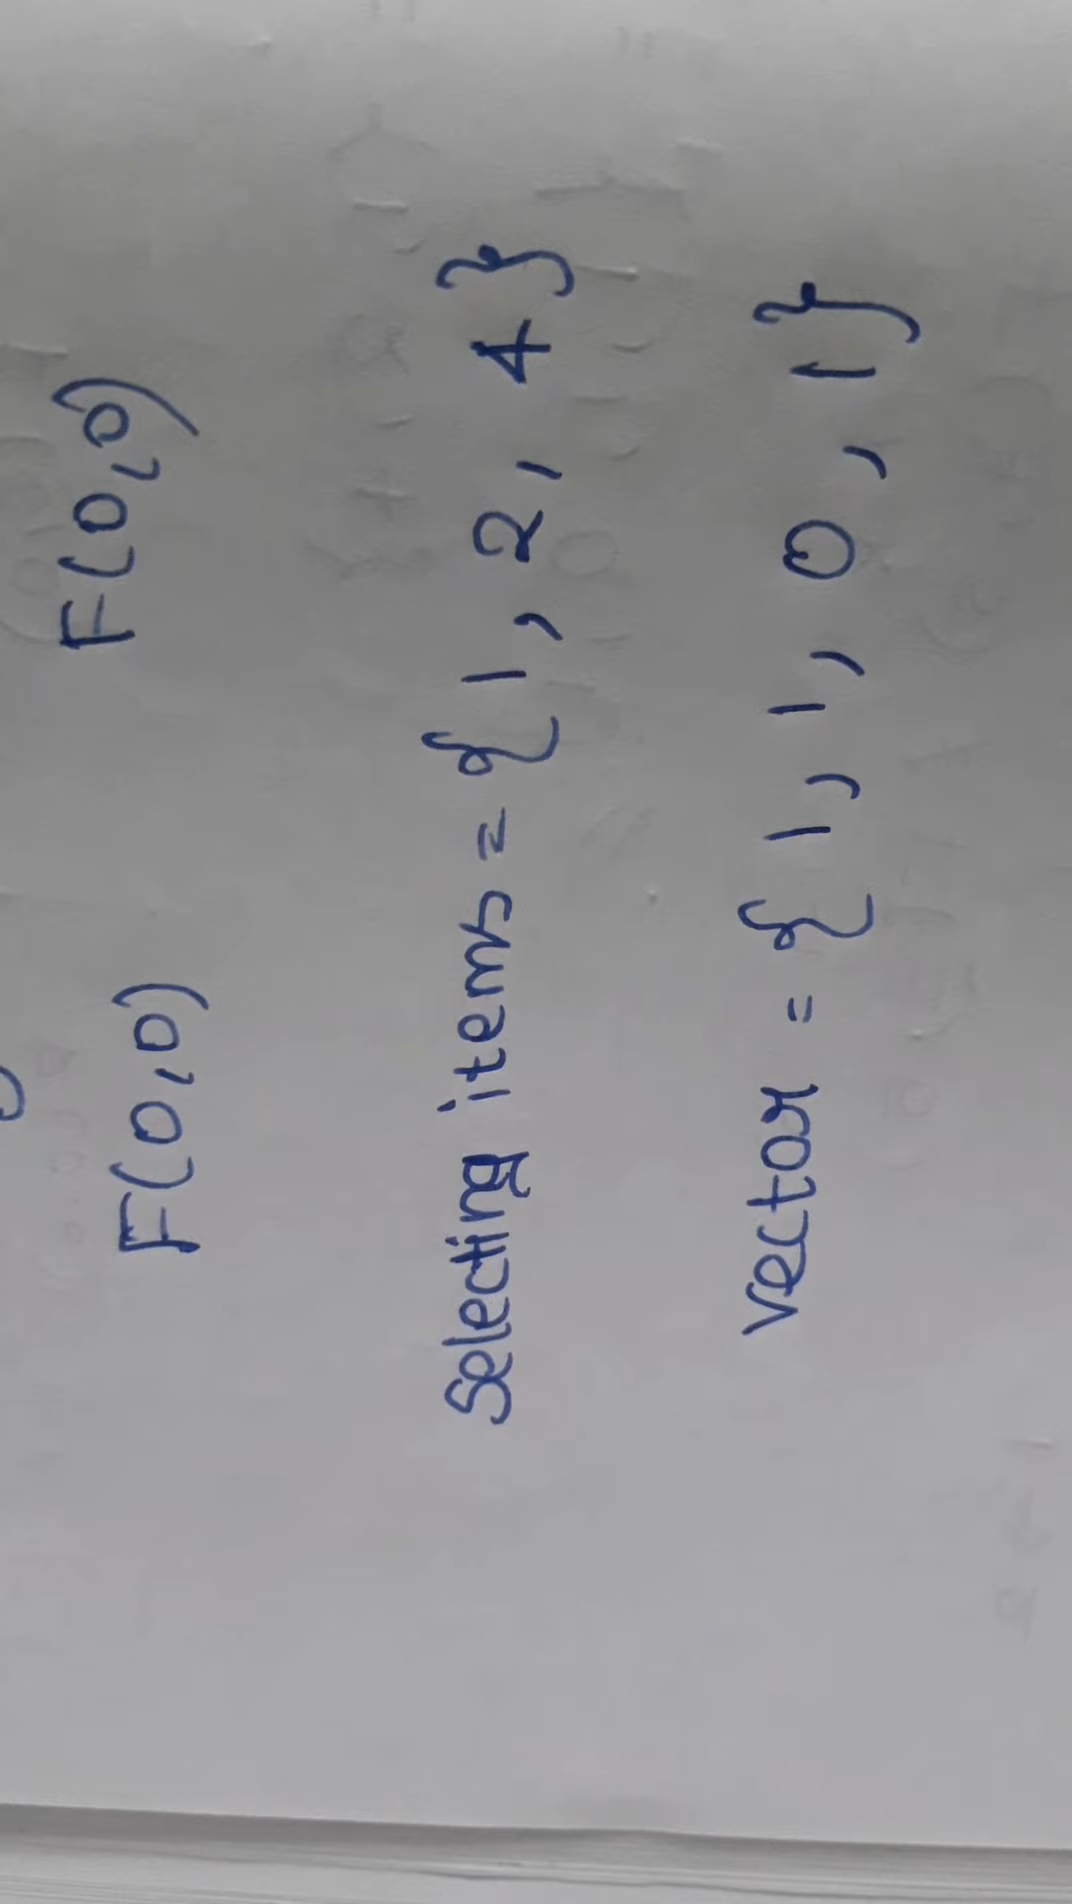 F(0,0) F(0,0)
Selecting items = {1, 2, 4}
vector = {1, 1, 0, 1}